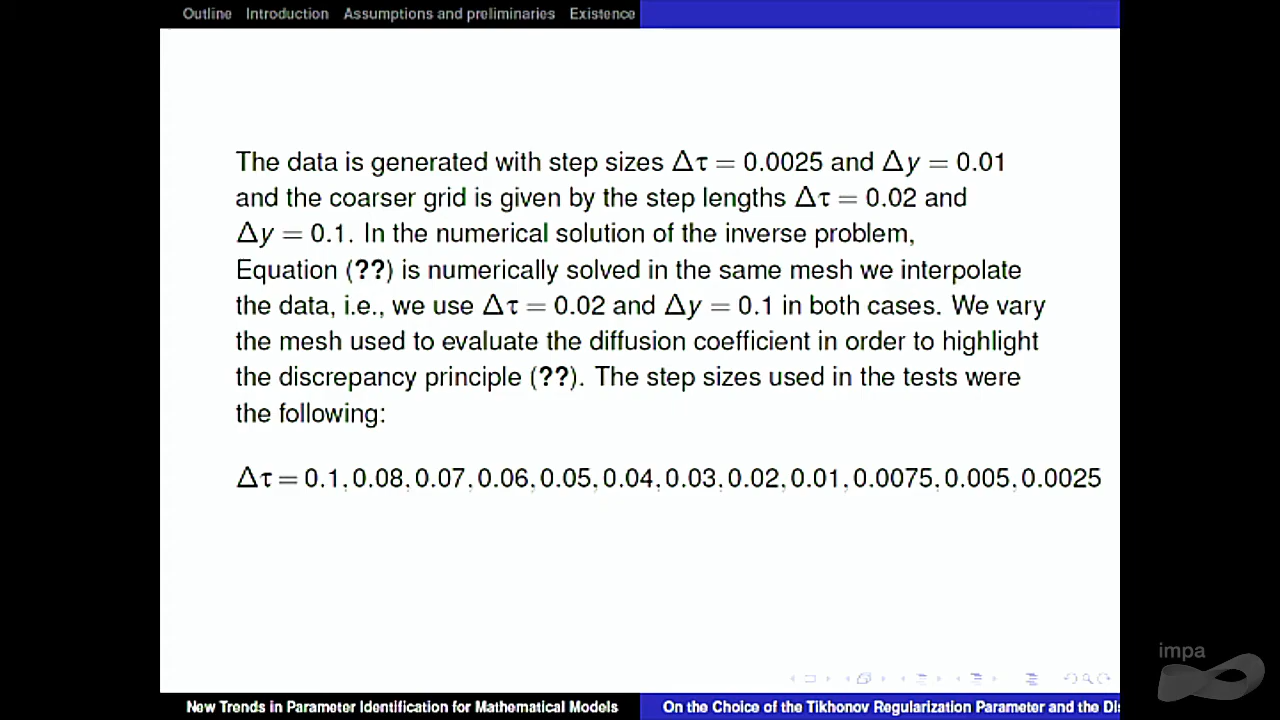 Outline Introduction Assumptions and preliminaries Existence
The data is generated with step sizes Δτ = 0.0025 and Δy = 0.01
and the coarser grid is given by the step lengths Δτ = 0.02 and
Δy = 0.1. In the numerical solution of the inverse problem,
Equation (??) is numerically solved in the same mesh we interpolate
the data, i.e., we use Δτ = 0.02 and Δy = 0.1 in both cases. We vary
the mesh used to evaluate the diffusion coefficient in order to highlight
the discrepancy principle (??). The step sizes used in the tests were
the following:
Δτ = 0.1, 0.08, 0.07, 0.06, 0.05, 0.04, 0.03, 0.02, 0.01, 0.0075, 0.005, 0.0025
impa
New Trends in Parameter Identification for Mathematical Models On the Choice of the Tikhonov Regularization Parameter and the Dis